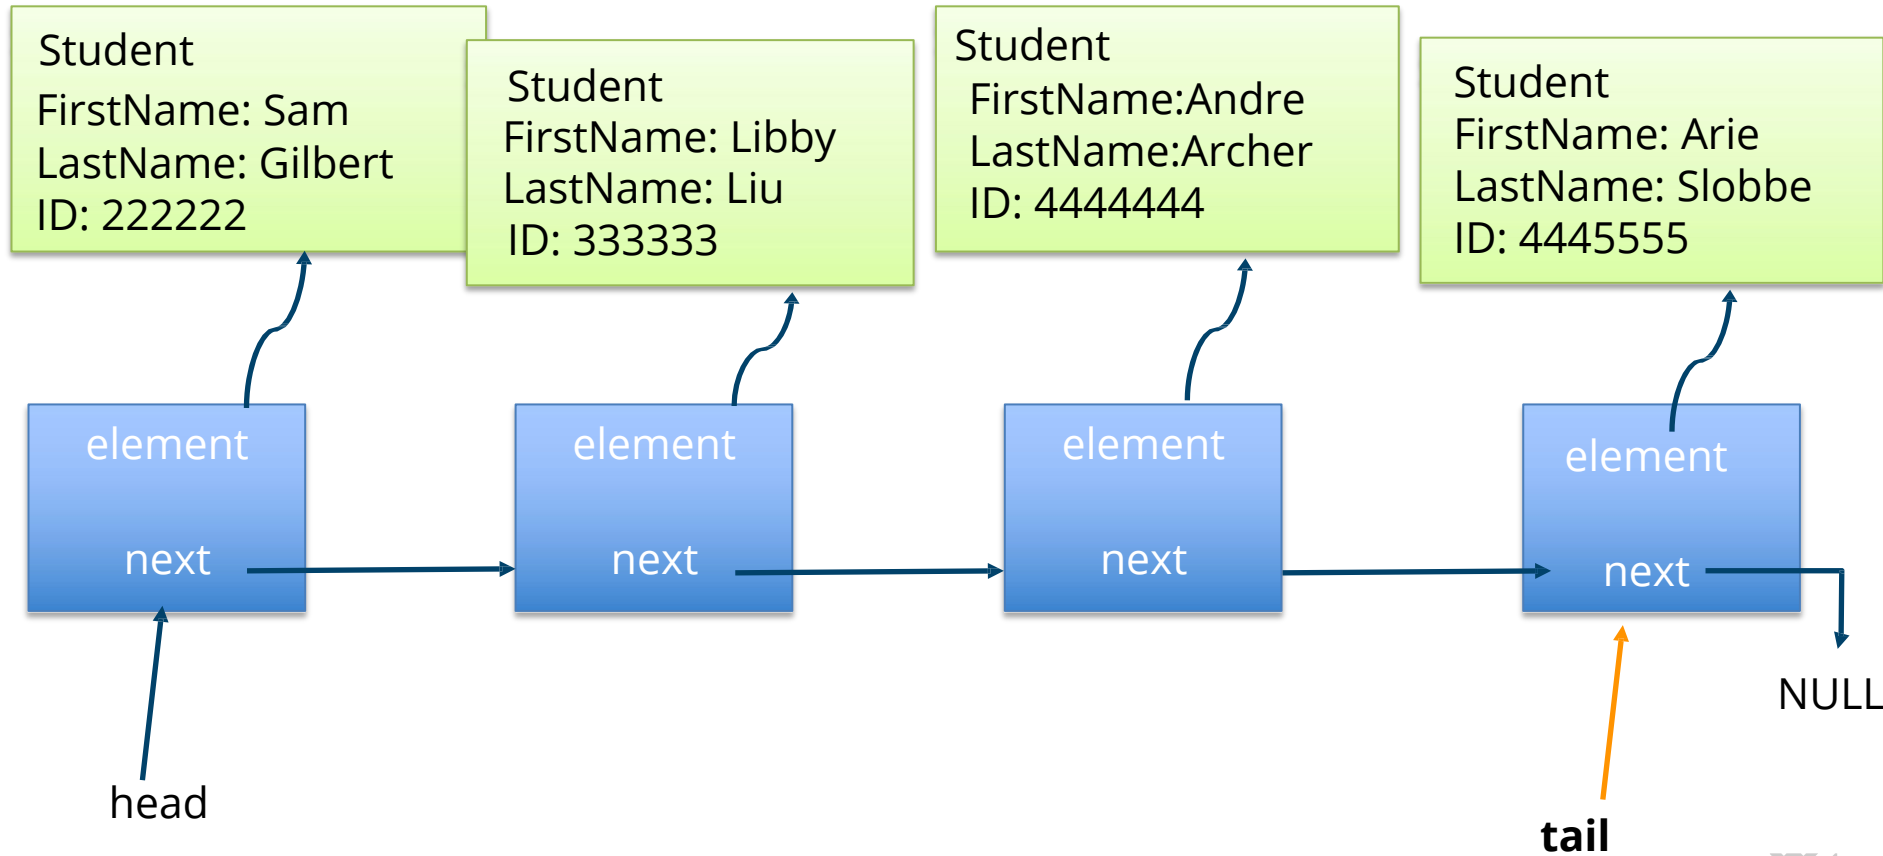 Student
FirstName: Sam
LastName: Gilbert
ID: 222222
Student
FirstName: Libby
LastName: Liu
ID: 333333
Student
FirstName:Andre
LastName:Archer
ID: 4444444
Student
FirstName: Arie
LastName: Slobbe
ID: 4445555
element
next
element
next
element
next
element
next
NULL
head
tail